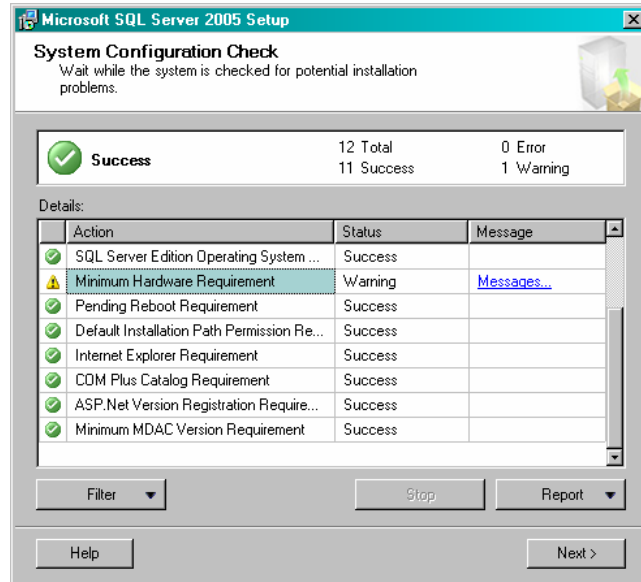 Microsoft SQL Server 2005 Setup
System Configuration Check
Wait while the system is checked for potential installation
problems.
Success 12 Total 0 Error
11 Success 1 Warning
Details:
Action Status Message
SQL Server Edition Operating System ... Success
Minimum Hardware Requirement Warning Messages...
Pending Reboot Requirement Success
Default Installation Path Permission Re... Success
Internet Explorer Requirement Success
COM Plus Catalog Requirement Success
ASP.Net Version Registration Require... Success
Minimum MDAC Version Requirement Success
Filter Stop Report
Help Next >